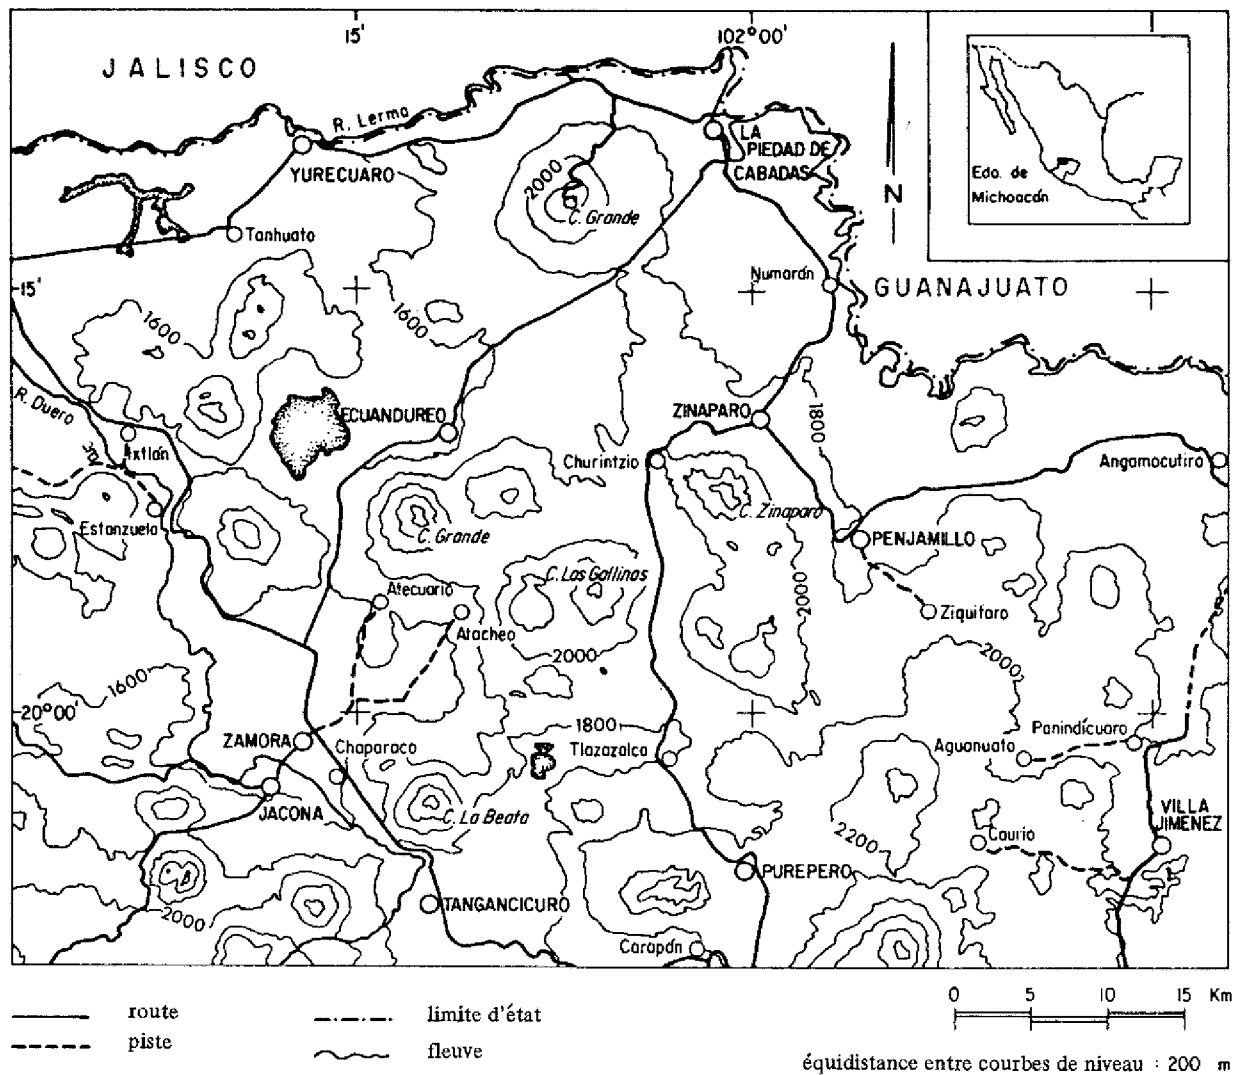 15'
102°00'
JALISCO
R. Lerma
YURECUARO
2000
C. Grande
LA
PIEDAD DE
CABADAS
N
Edo. de
Michoacán
Tanhuato
15'
Numarán
GUANAJUATO
1600
1600
R. Duero
ECUANDUREO
ZINAPARO
1800
Ixtlán
Churintzio
Angamocutiro
Estanzuela
C. Grande
C. Zinaparo
PENJAMILLO
C. Las Gallinas
Atecuario
2000
Atacheo
Ziquitaro
2000
2000
1600
20°00'
1800
ZAMORA
Chaparaco
Tlazazalca
Aguanuato
Panindícuaro
JACONA
C. La Beata
VILLA
JIMENEZ
2200
Caurio
PUREPERO
2000
TANGANCICURO
Carapán
0 5 10 15 Km
route
limite d'état
piste
fleuve
équidistance entre courbes de niveau : 200 m